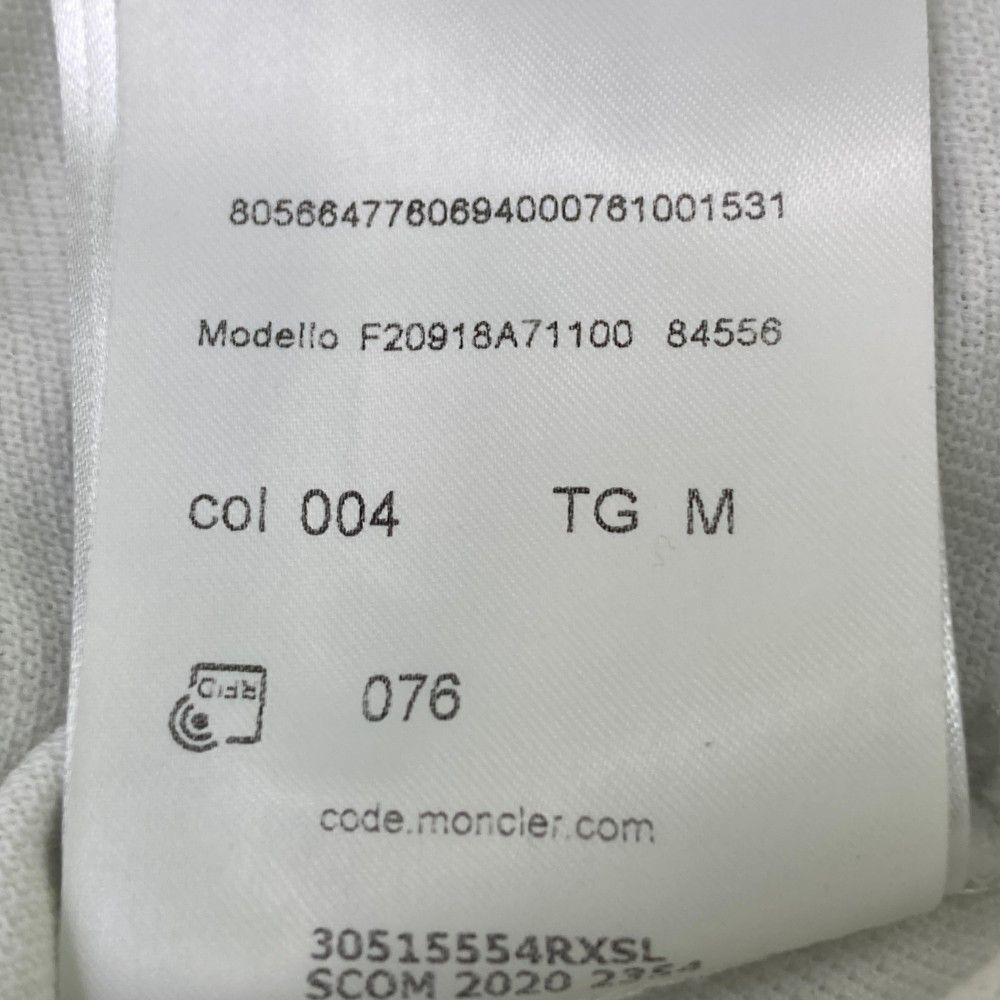 8056647760694000761001531
Modello F20918A71100 84556
col 004 TG M
RFID
076
code.moncler.com
30515554RXSL
SCOM 2020